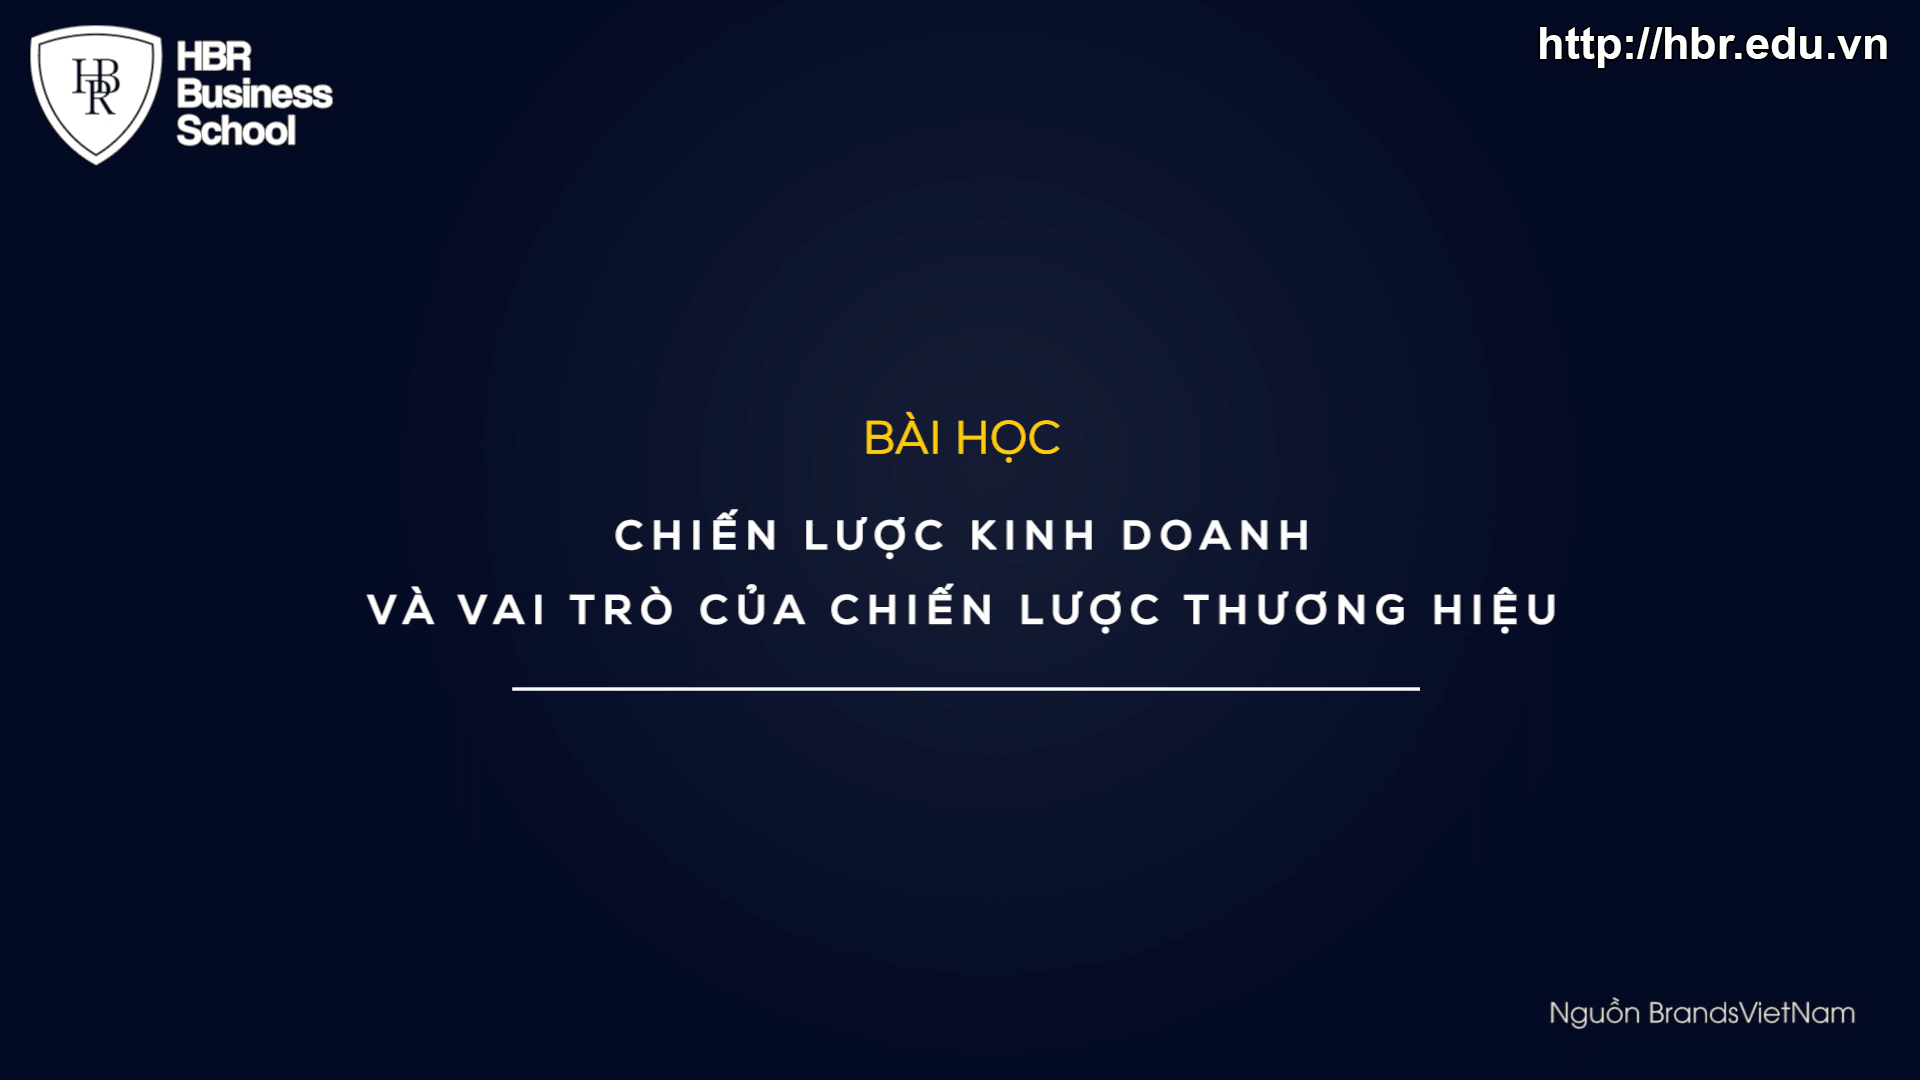 HBR
HBR
Business
School
http://hbr.edu.vn
BÀI HỌC
CHIẾN LƯỢC KINH DOANH
VÀ VAI TRÒ CỦA CHIẾN LƯỢC THƯƠNG HIỆU
Nguồn BrandsVietNam